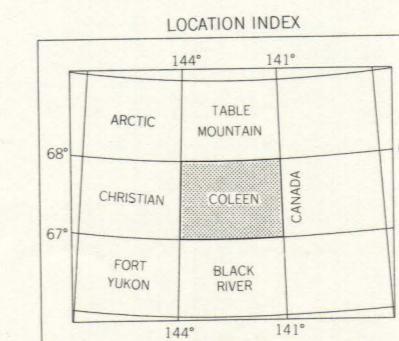 LOCATION INDEX
144° 141°
ARCTIC TABLE
MOUNTAIN
68°
CHRISTIAN COLEEN CANADA
67°
FORT
YUKON
BLACK
RIVER
144° 141°